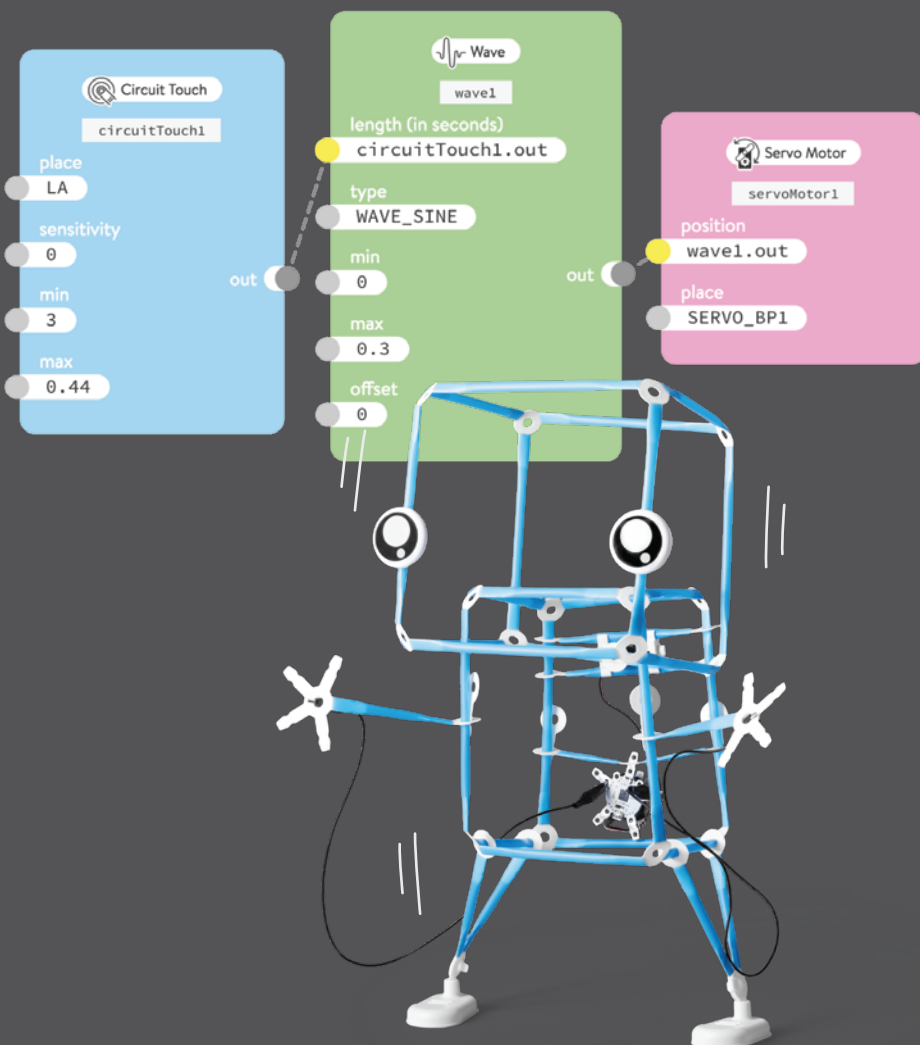 Circuit Touch
circuitTouch1
place
LA
sensitivity
0
min
3
max
0.44
out
Wave
wave1
length (in seconds)
circuitTouch1.out
type
WAVE_SINE
min
0
max
0.3
offset
0
out
Servo Motor
servoMotor1
position
wave1.out
place
SERVO_BP1